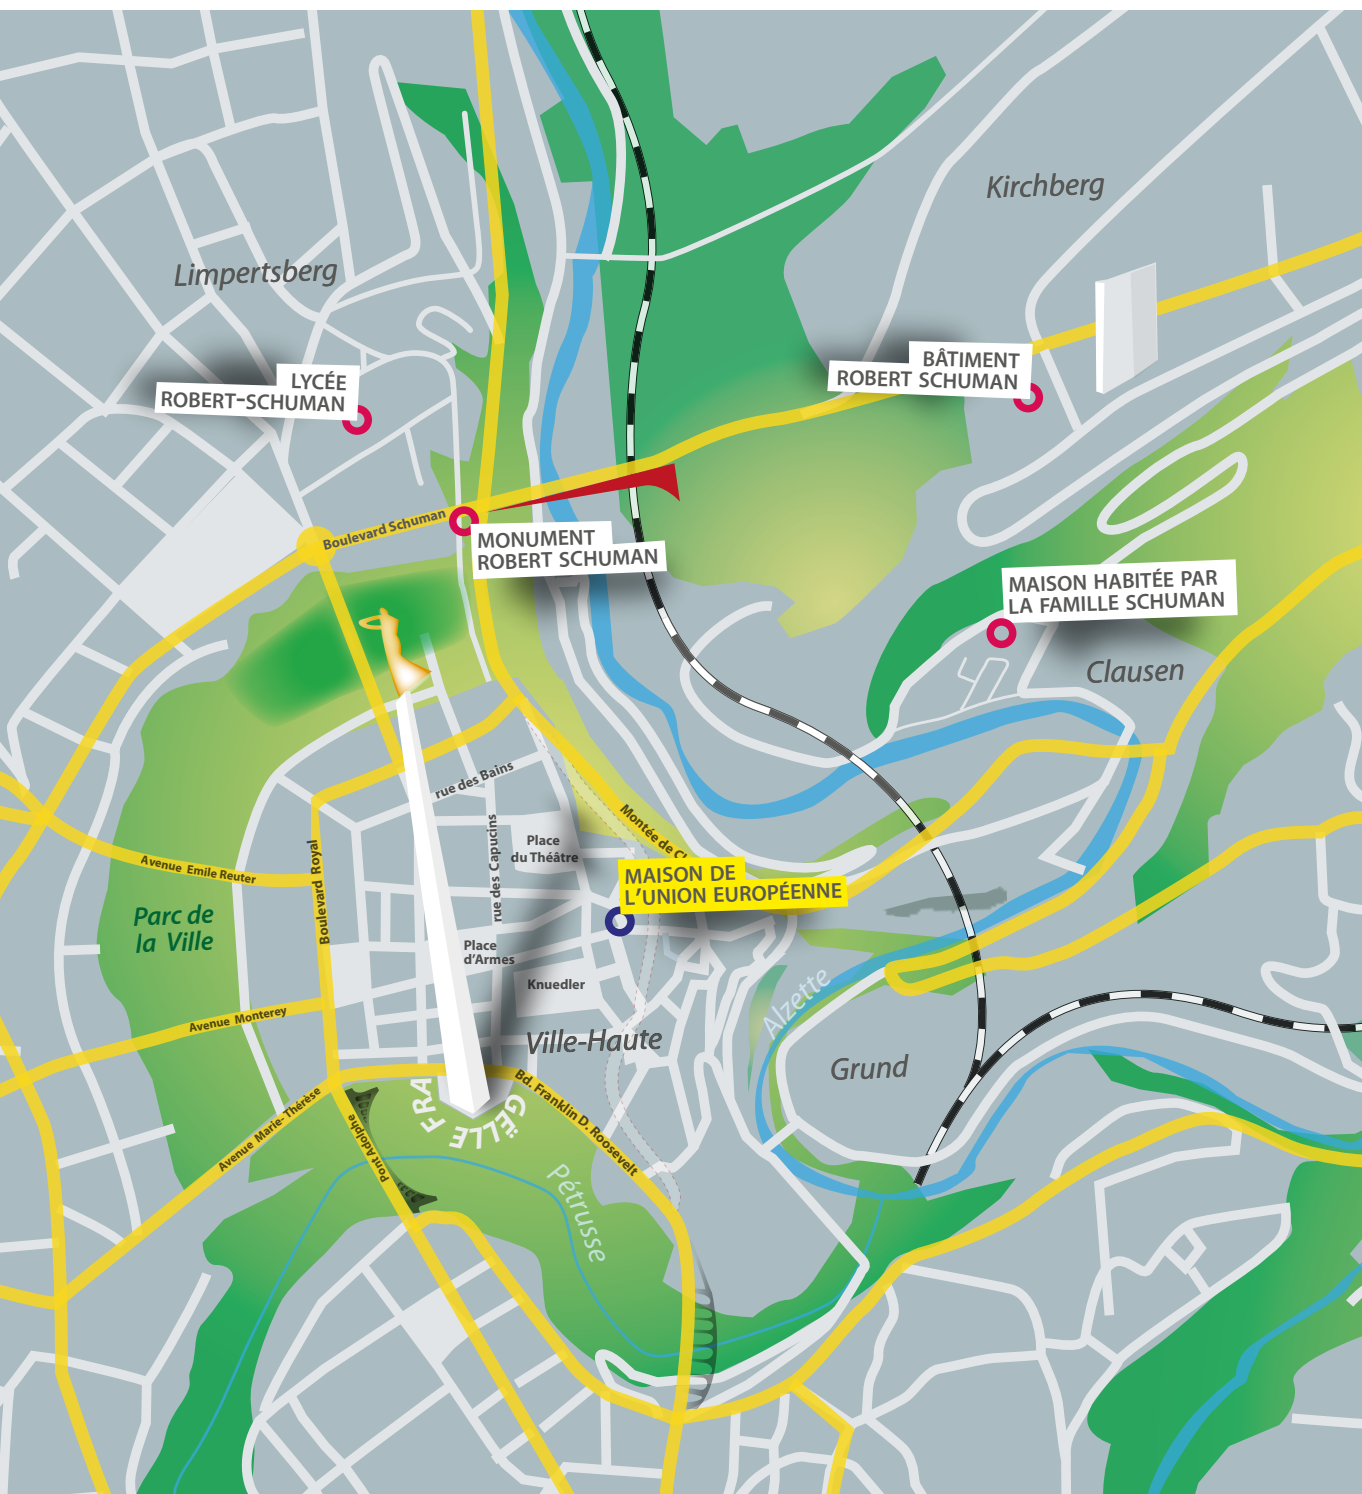 Kirchberg
Limpertsberg
BÂTIMENT
ROBERT SCHUMAN
LYCÉE
ROBERT-SCHUMAN
Boulevard Schuman
MONUMENT
ROBERT SCHUMAN
MAISON HABITÉE PAR
LA FAMILLE SCHUMAN
Clausen
rue des Bains
Montée de Cl
rue des Capucins
Place
du Théâtre
Boulevard Royal
Avenue Emile Reuter
MAISON DE
L'UNION EUROPÉENNE
Parc de
la Ville
Place
d'Armes
Knuedler
Alzette
Avenue Monterey
Ville-Haute
Grund
Bd. Franklin D. Roosevelt
GËLLE FRA
Avenue Marie-Thérèse
Pont Adolphe
Pétrusse